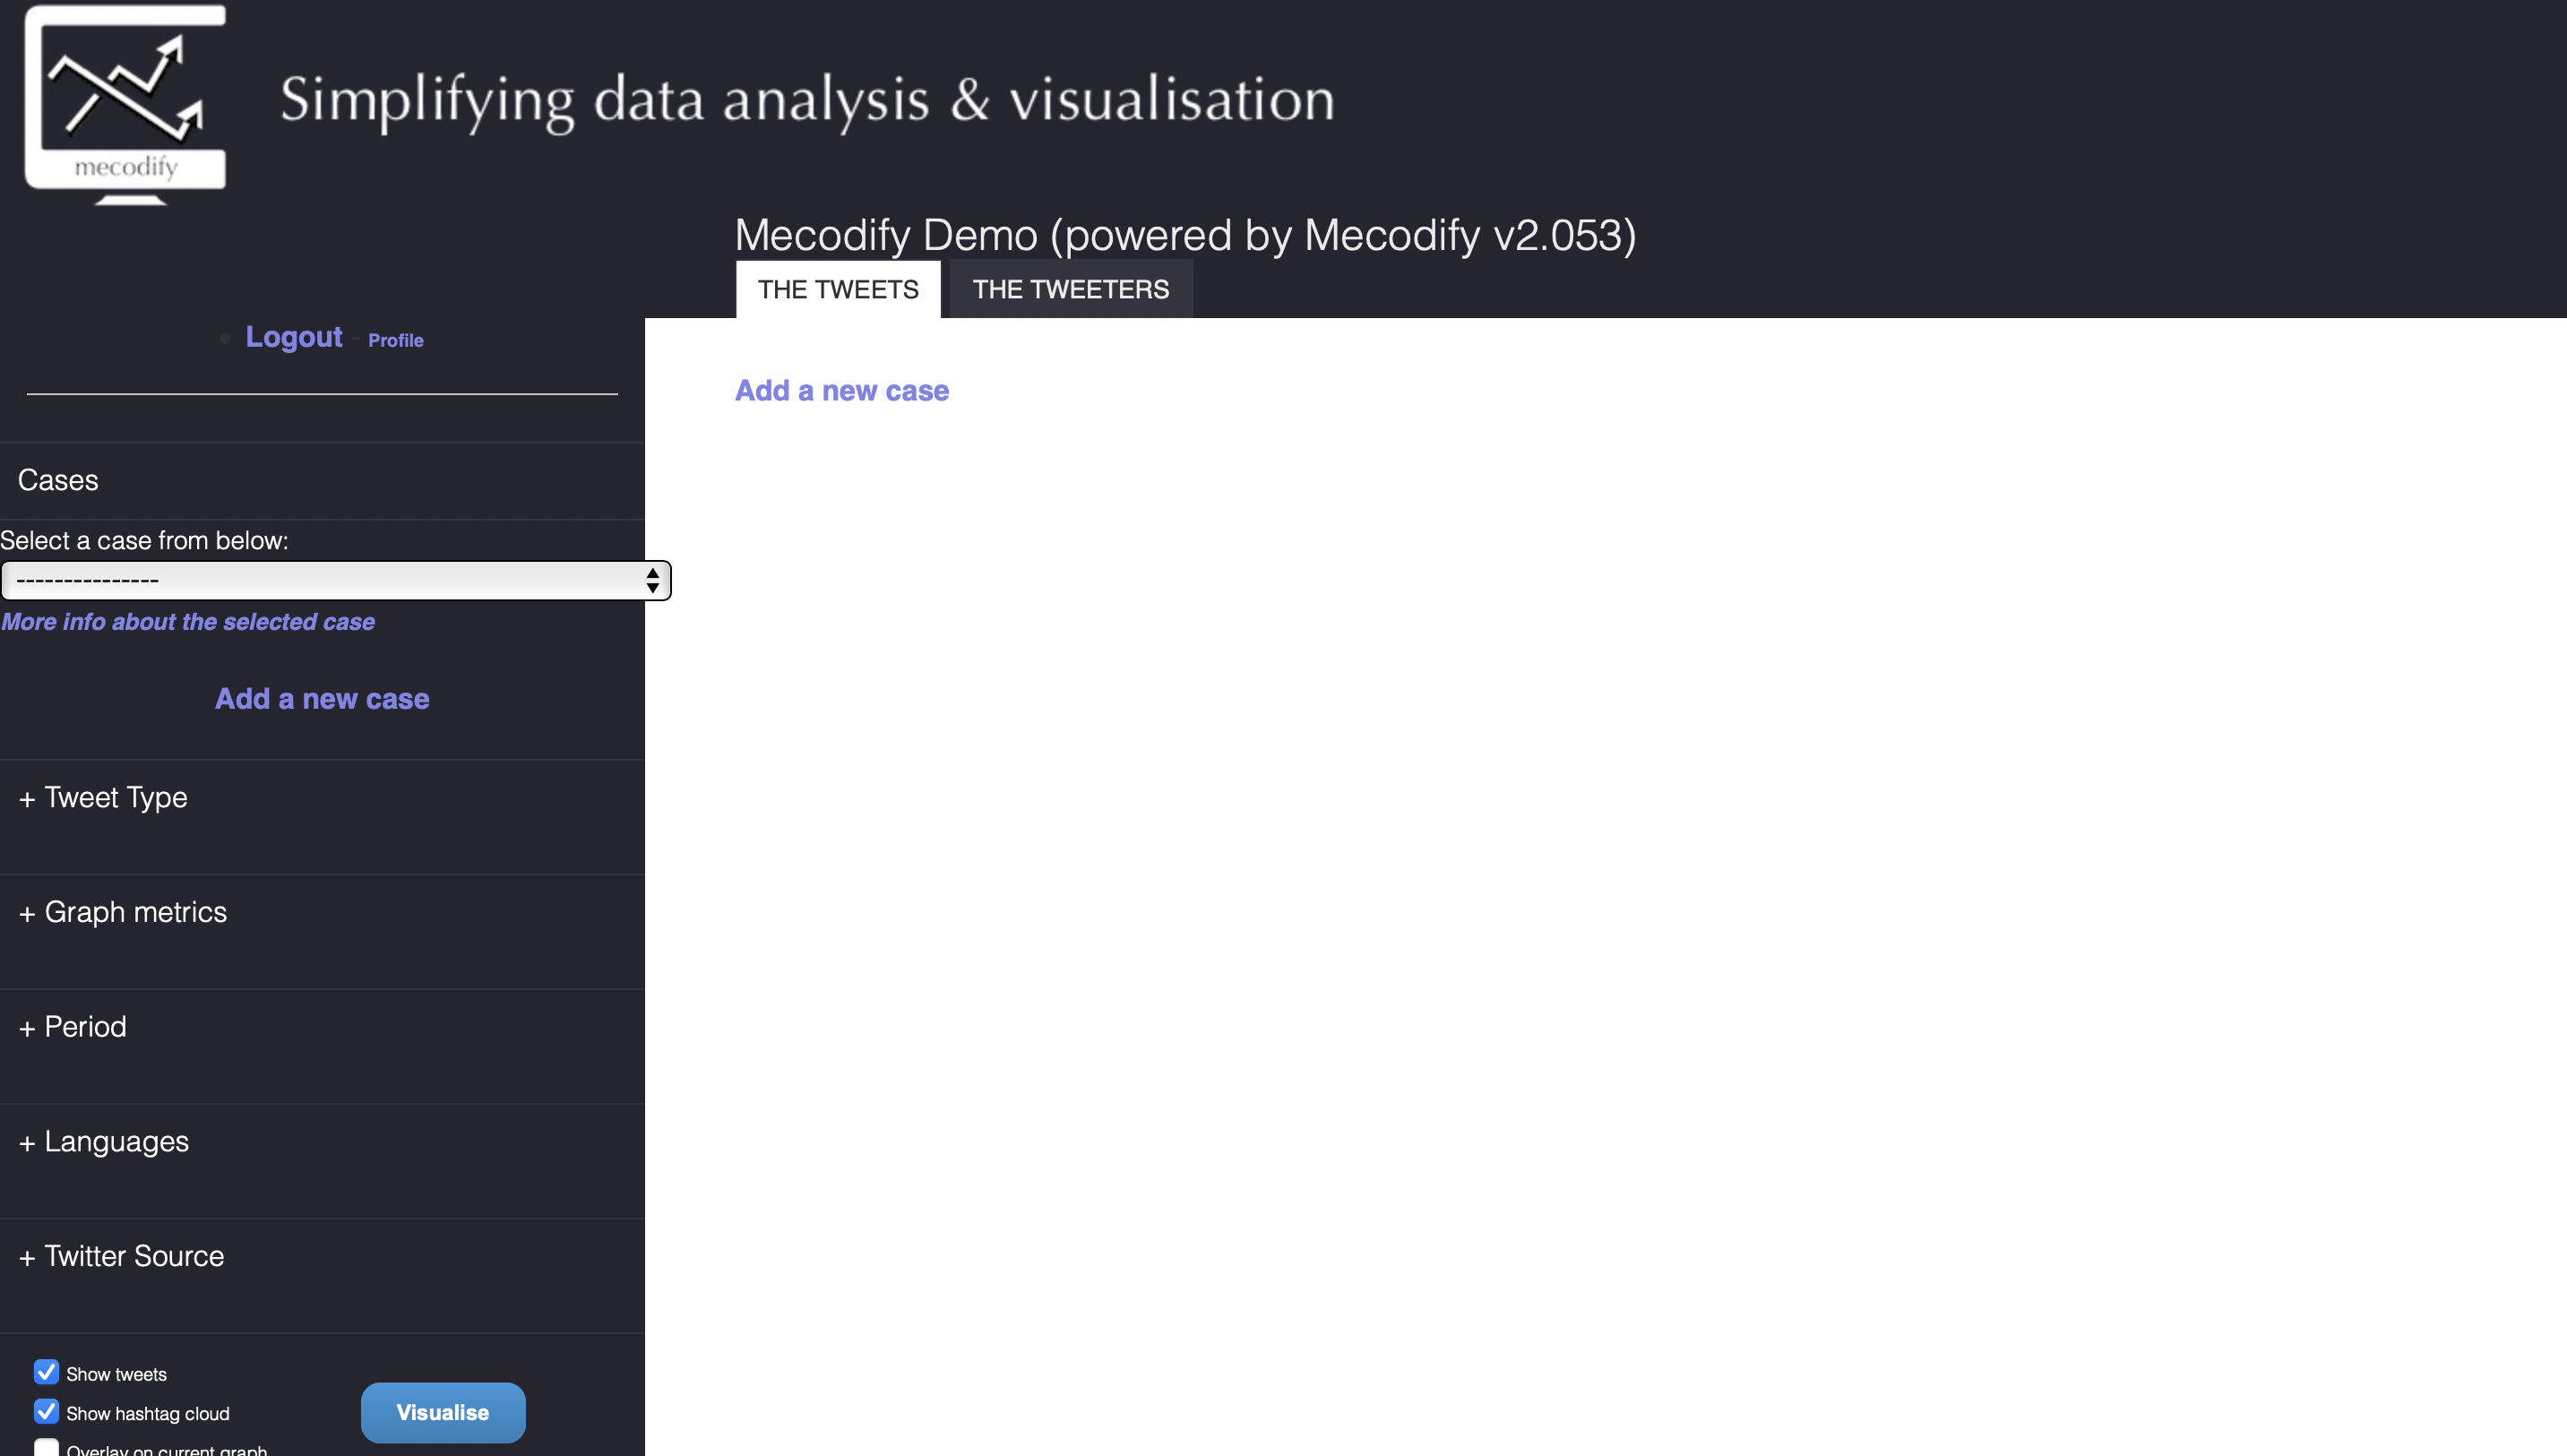 mecodify
Simplifying data analysis & visualisation
Mecodify Demo (powered by Mecodify v2.053)
THE TWEETS
THE TWEETERS
Logout - Profile
Add a new case
Cases
Select a case from below:
---------------
More info about the selected case
Add a new case
+ Tweet Type
+ Graph metrics
+ Period
+ Languages
+ Twitter Source
Show tweets
Show hashtag cloud
Visualise
Overlay on current graph